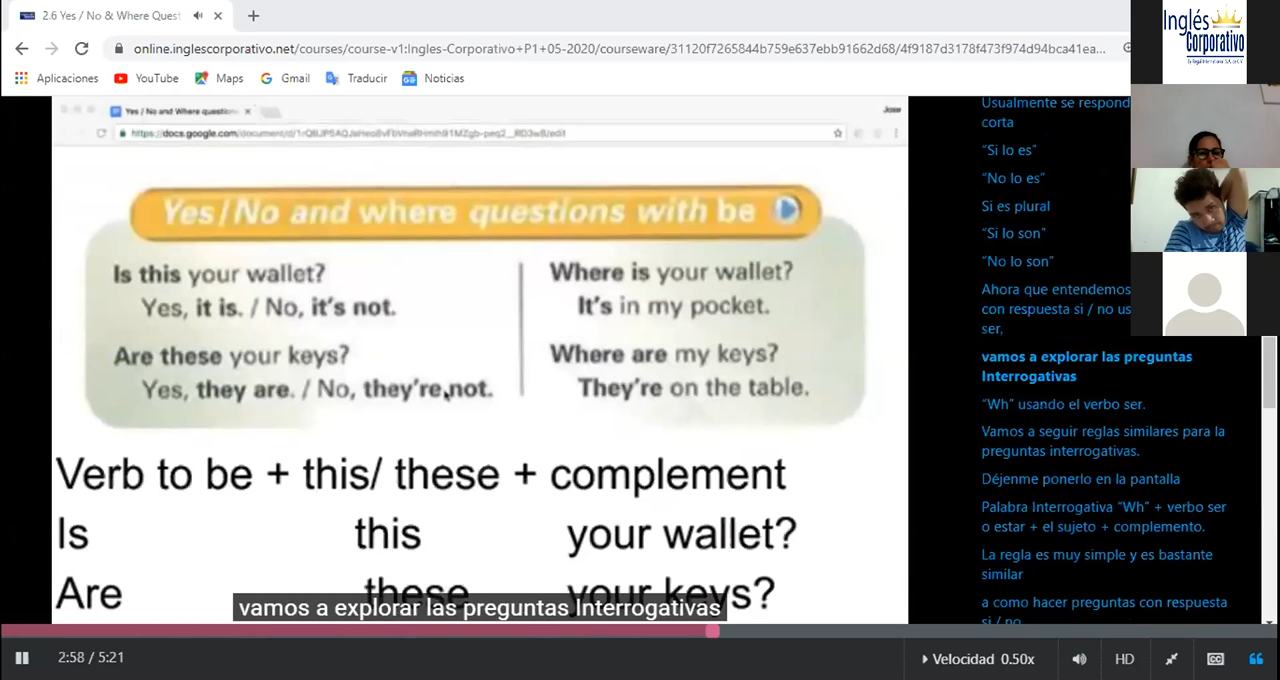 2.6 Yes / No & Where Quest
online.inglescorporativo.net/courses/course-v1:Ingles-Corporativo+P1+05-2020/courseware/31120f7265844b759e637ebb91662d68/4f9187d3178f473f974d94bca41ea...
Aplicaciones YouTube Maps Gmail Traducir Noticias
Inglés
Corporativo
Yes / No and Where question
Jose
Yes/No and where questions with be
Is this your wallet?
Yes, it is. / No, it's not.
Are these your keys?
Yes, they are. / No, they're not.
Where is your wallet?
It's in my pocket.
Where are my keys?
They're on the table.
Verb to be + this/ these + complement
Is this your wallet?
Are these your keys?
vamos a explorar las preguntas Interrogativas
Usualmente se respond
corta
“Si lo es”
“No lo es”
Si es plural
“Si lo son”
“No lo son”
Ahora que entendemos
con respuesta si / no us
ser,
vamos a explorar las preguntas
Interrogativas
“Wh” usando el verbo ser.
Vamos a seguir reglas similares para la
preguntas interrogativas.
Déjenme ponerlo en la pantalla
Palabra Interrogativa “Wh” + verbo ser
o estar + el sujeto + complemento.
La regla es muy simple y es bastante
similar
a como hacer preguntas con respuesta
si / no
2:58 / 5:21
Velocidad 0.50x
HD